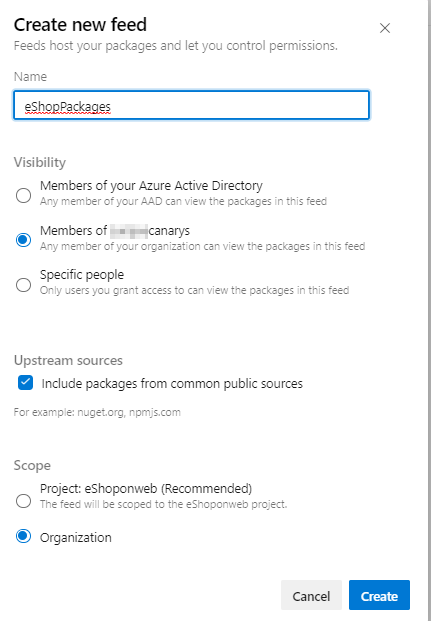 Create new feed
Feeds host your packages and let you control permissions.
Name
eShopPackages
Visibility
Members of your Azure Active Directory
Any member of your AAD can view the packages in this feed
Members of canarys
Any member of your organization can view the packages in this feed
Specific people
Only users you grant access to can view the packages in this feed
Upstream sources
Include packages from common public sources
For example: nuget.org, npmjs.com
Scope
Project: eShoponweb (Recommended)
The feed will be scoped to the eShoponweb project.
Organization
Cancel Create